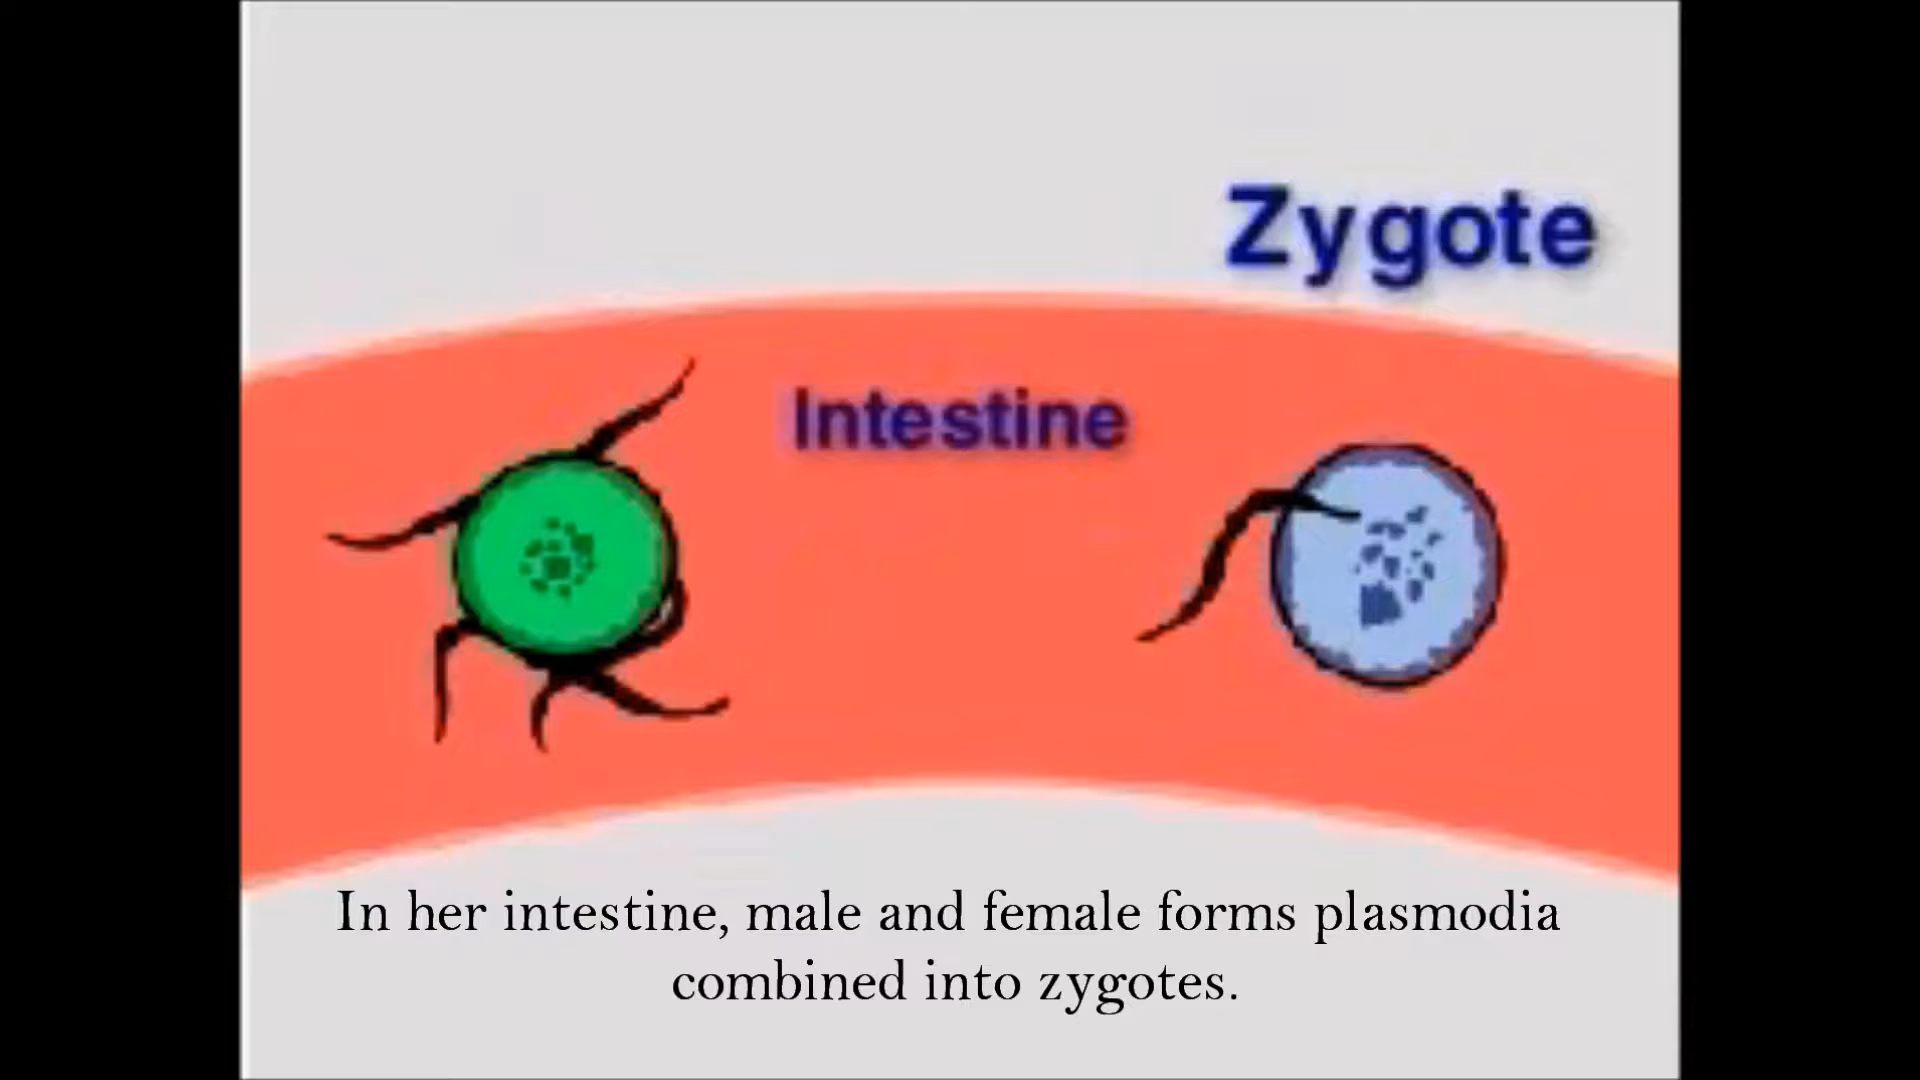 Zygote
Intestine
In her intestine, male and female forms plasmodia
combined into zygotes.